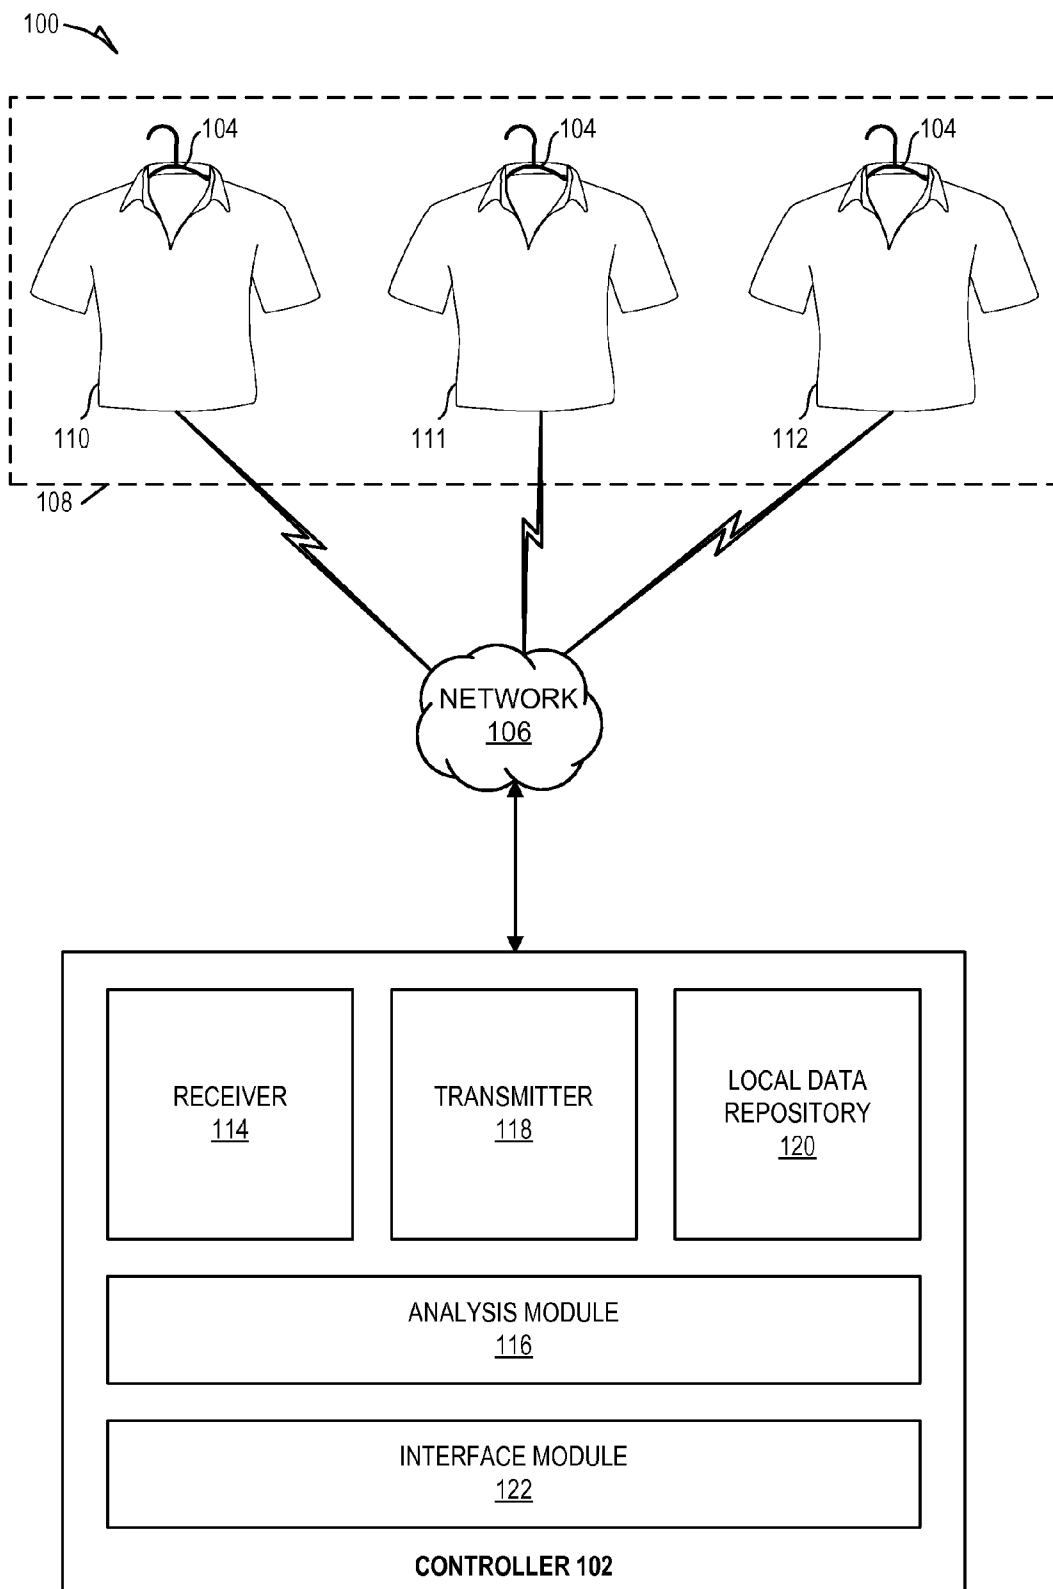 100
104
104
104
110
111
112
108
NETWORK
106
RECEIVER
114
TRANSMITTER
118
LOCAL DATA
REPOSITORY
120
ANALYSIS MODULE
116
INTERFACE MODULE
122
CONTROLLER 102